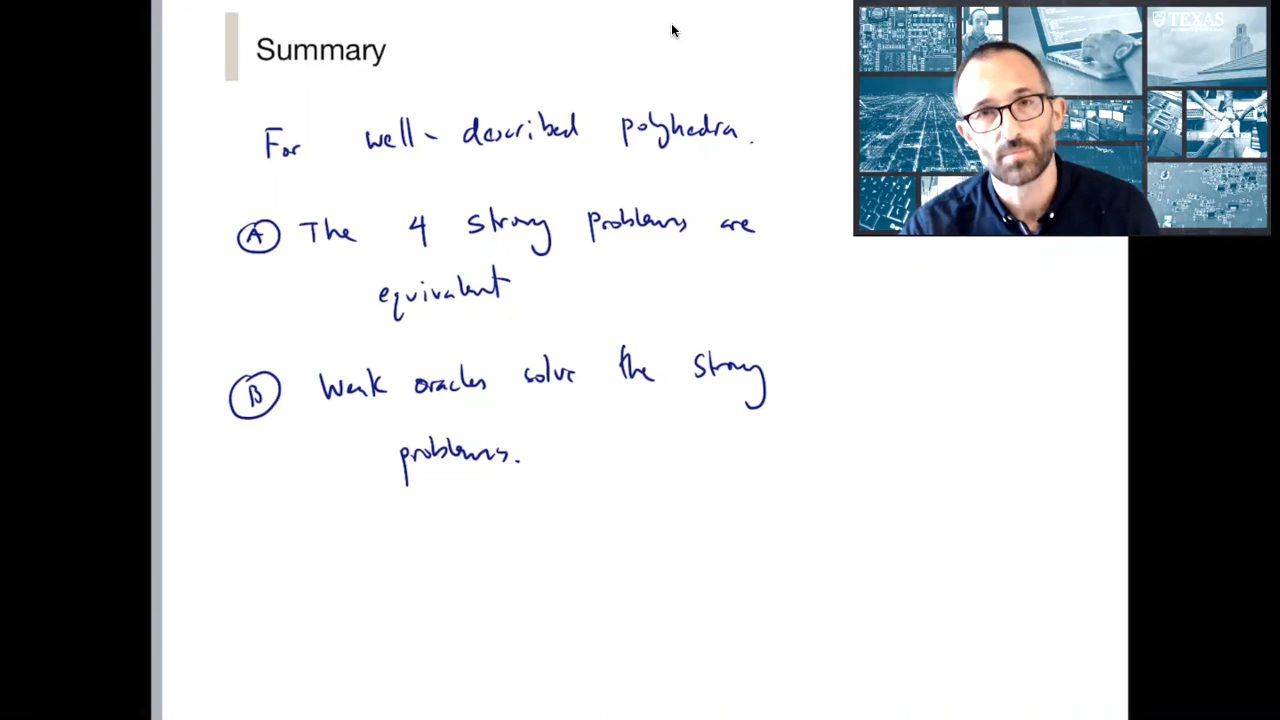 Summary
For well-described polyhedra.
A The 4 strong problems are
equivalent
B Weak oracles solve the strong
problems.
TEXAS